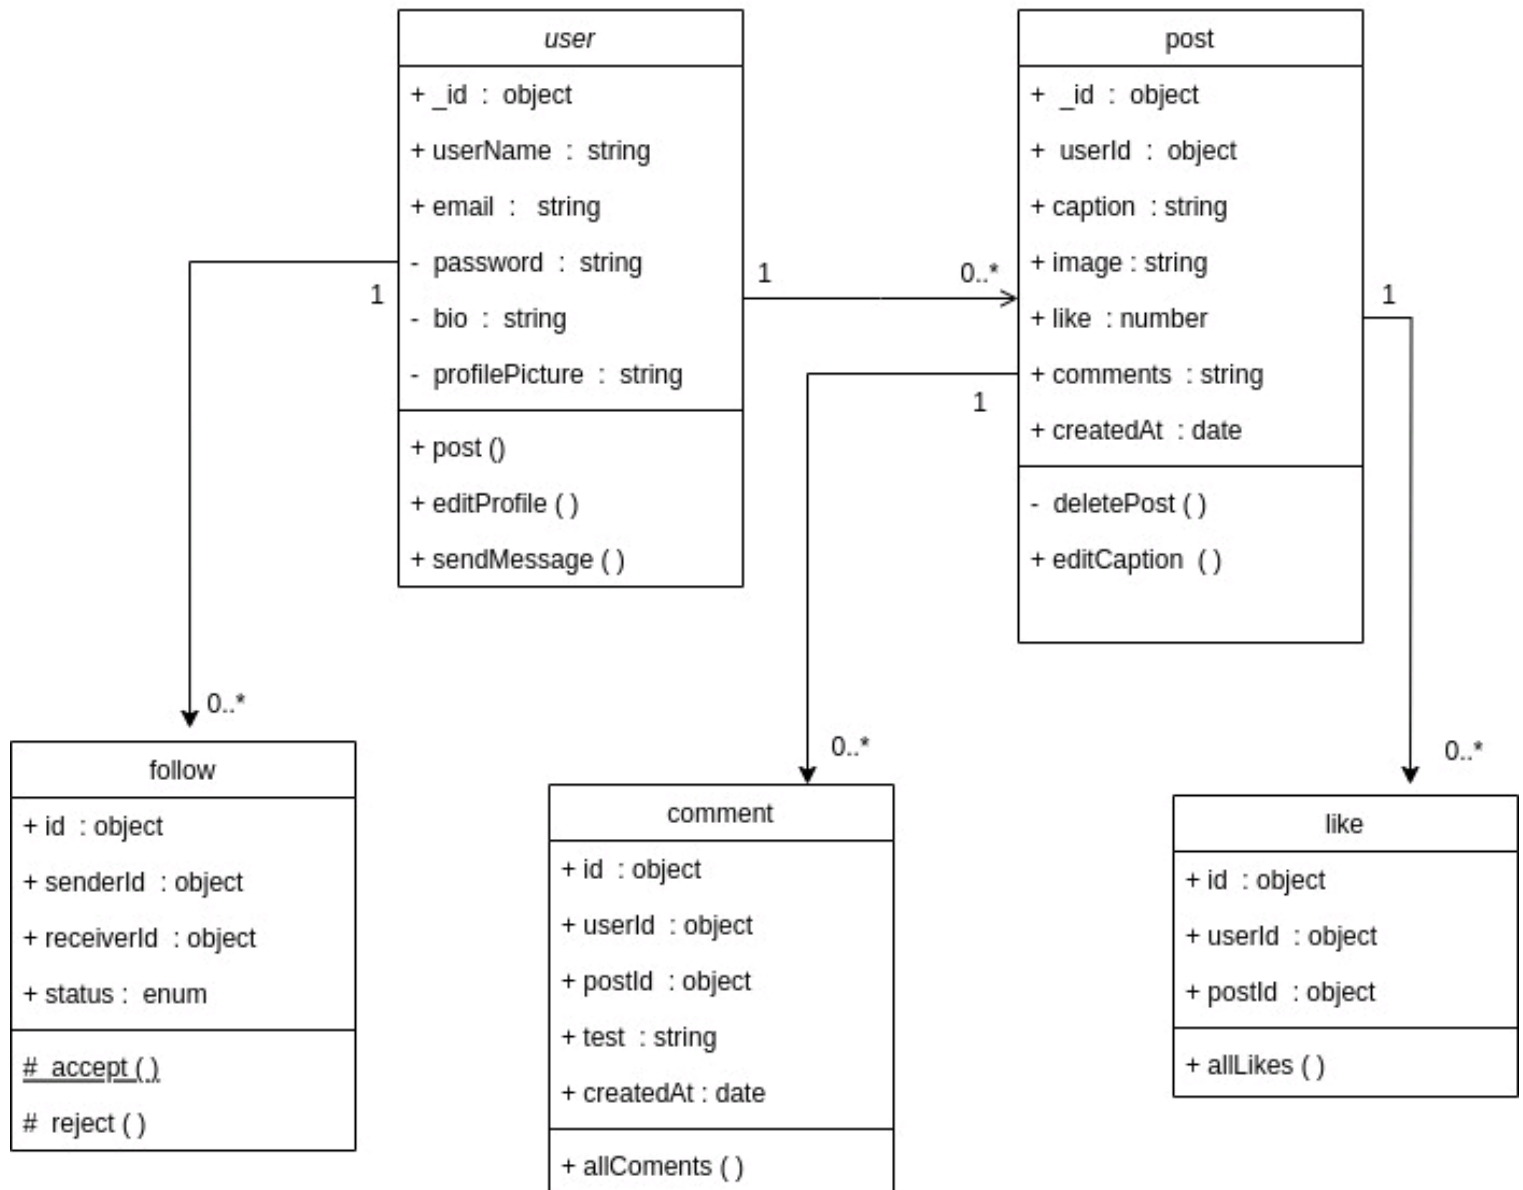 user
+ _id : object
+ userName : string
+ email : string
- password : string
- bio : string
- profilePicture : string
+ post ()
+ editProfile ( )
+ sendMessage ( )
1
0..*
1
0..*
post
+ _id : object
+ userId : object
+ caption : string
+ image : string
+ like : number
+ comments : string
+ createdAt : date
- deletePost ( )
+ editCaption ( )
1
0..*
1
0..*
follow
+ id : object
+ senderId : object
+ receiverId : object
+ status : enum
# accept ( )
# reject ( )
comment
+ id : object
+ userId : object
+ postId : object
+ test : string
+ createdAt : date
+ allComents ( )
like
+ id : object
+ userId : object
+ postId : object
+ allLikes ( )